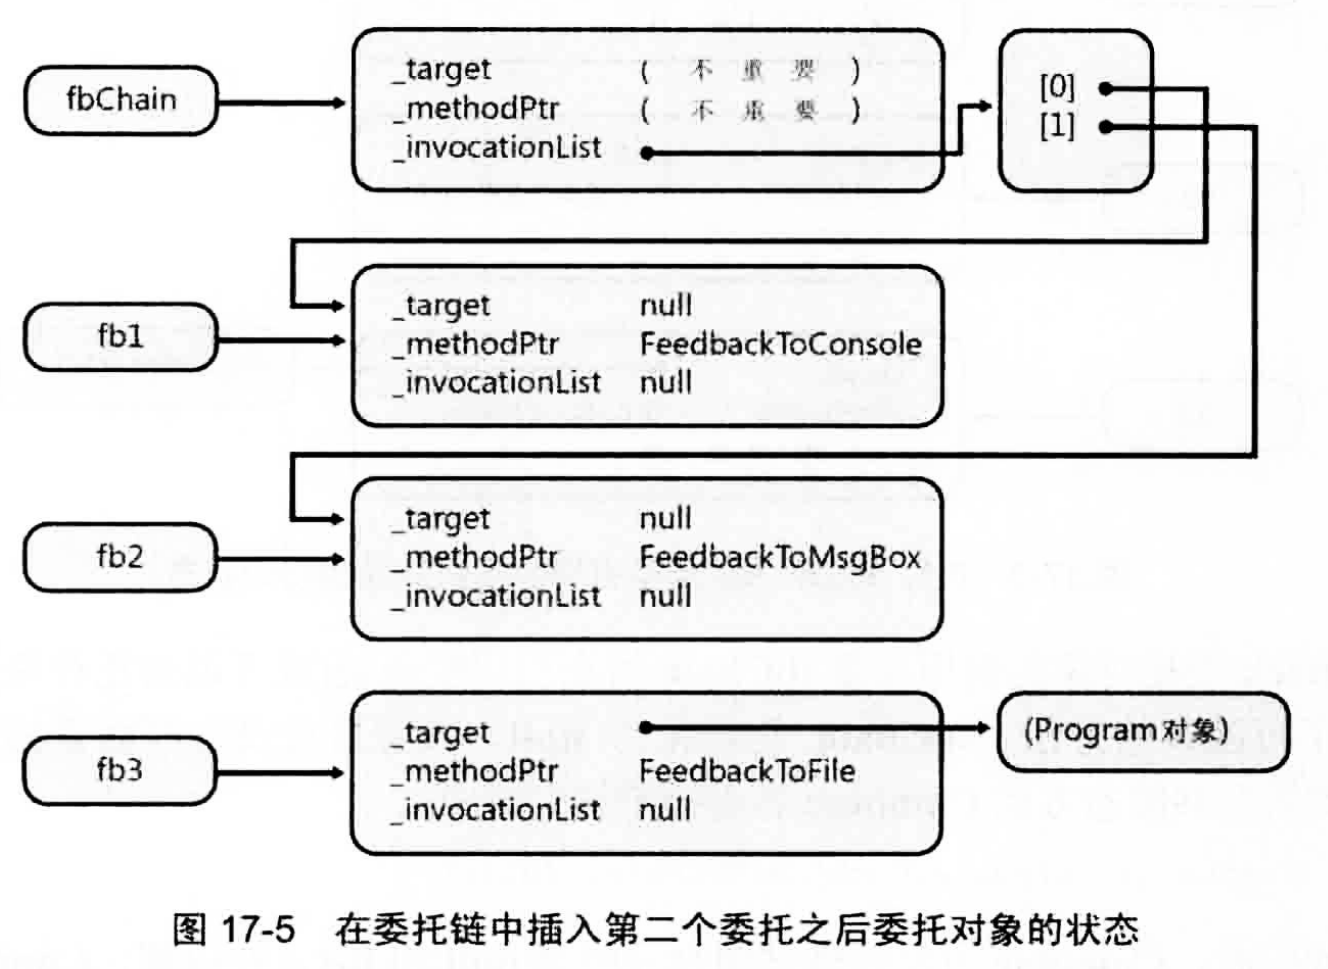 fbChain
_target ( 不 重 要 )
_methodPtr ( 不 重 要 )
_invocationList
[0]
[1]
fb1
_target null
_methodPtr FeedbackToConsole
_invocationList null
fb2
_target null
_methodPtr FeedbackToMsgBox
_invocationList null
fb3
_target
_methodPtr FeedbackToFile
_invocationList null
(Program对象)
图 17-5 在委托链中插入第二个委托之后委托对象的状态